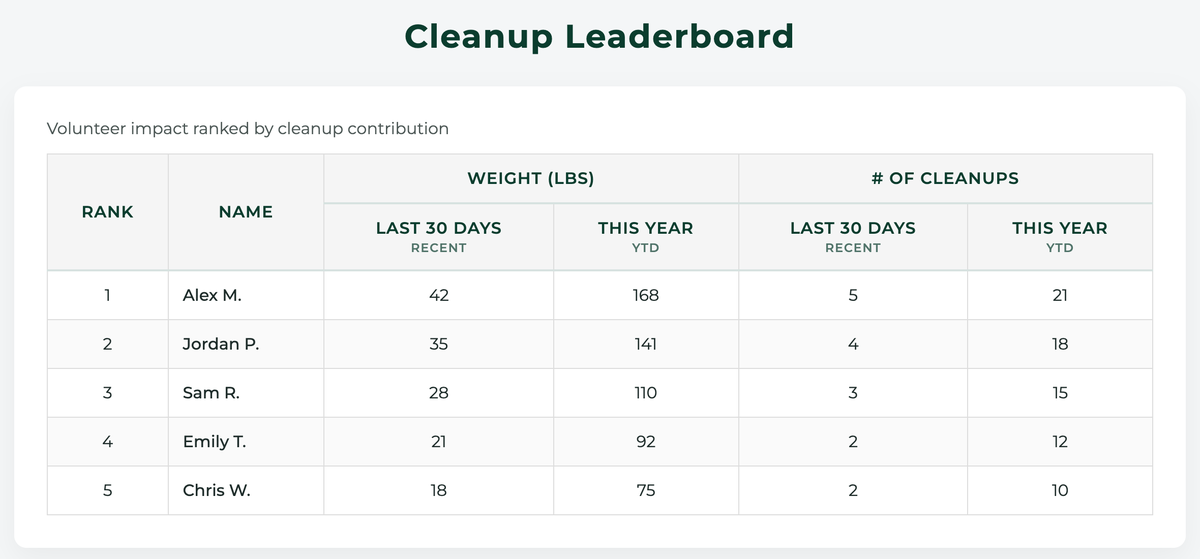 Cleanup Leaderboard
Volunteer impact ranked by cleanup contribution
RANK NAME WEIGHT (LBS) # OF CLEANUPS
LAST 30 DAYS THIS YEAR LAST 30 DAYS THIS YEAR
RECENT YTD RECENT YTD
1 Alex M. 42 168 5 21
2 Jordan P. 35 141 4 18
3 Sam R. 28 110 3 15
4 Emily T. 21 92 2 12
5 Chris W. 18 75 2 10